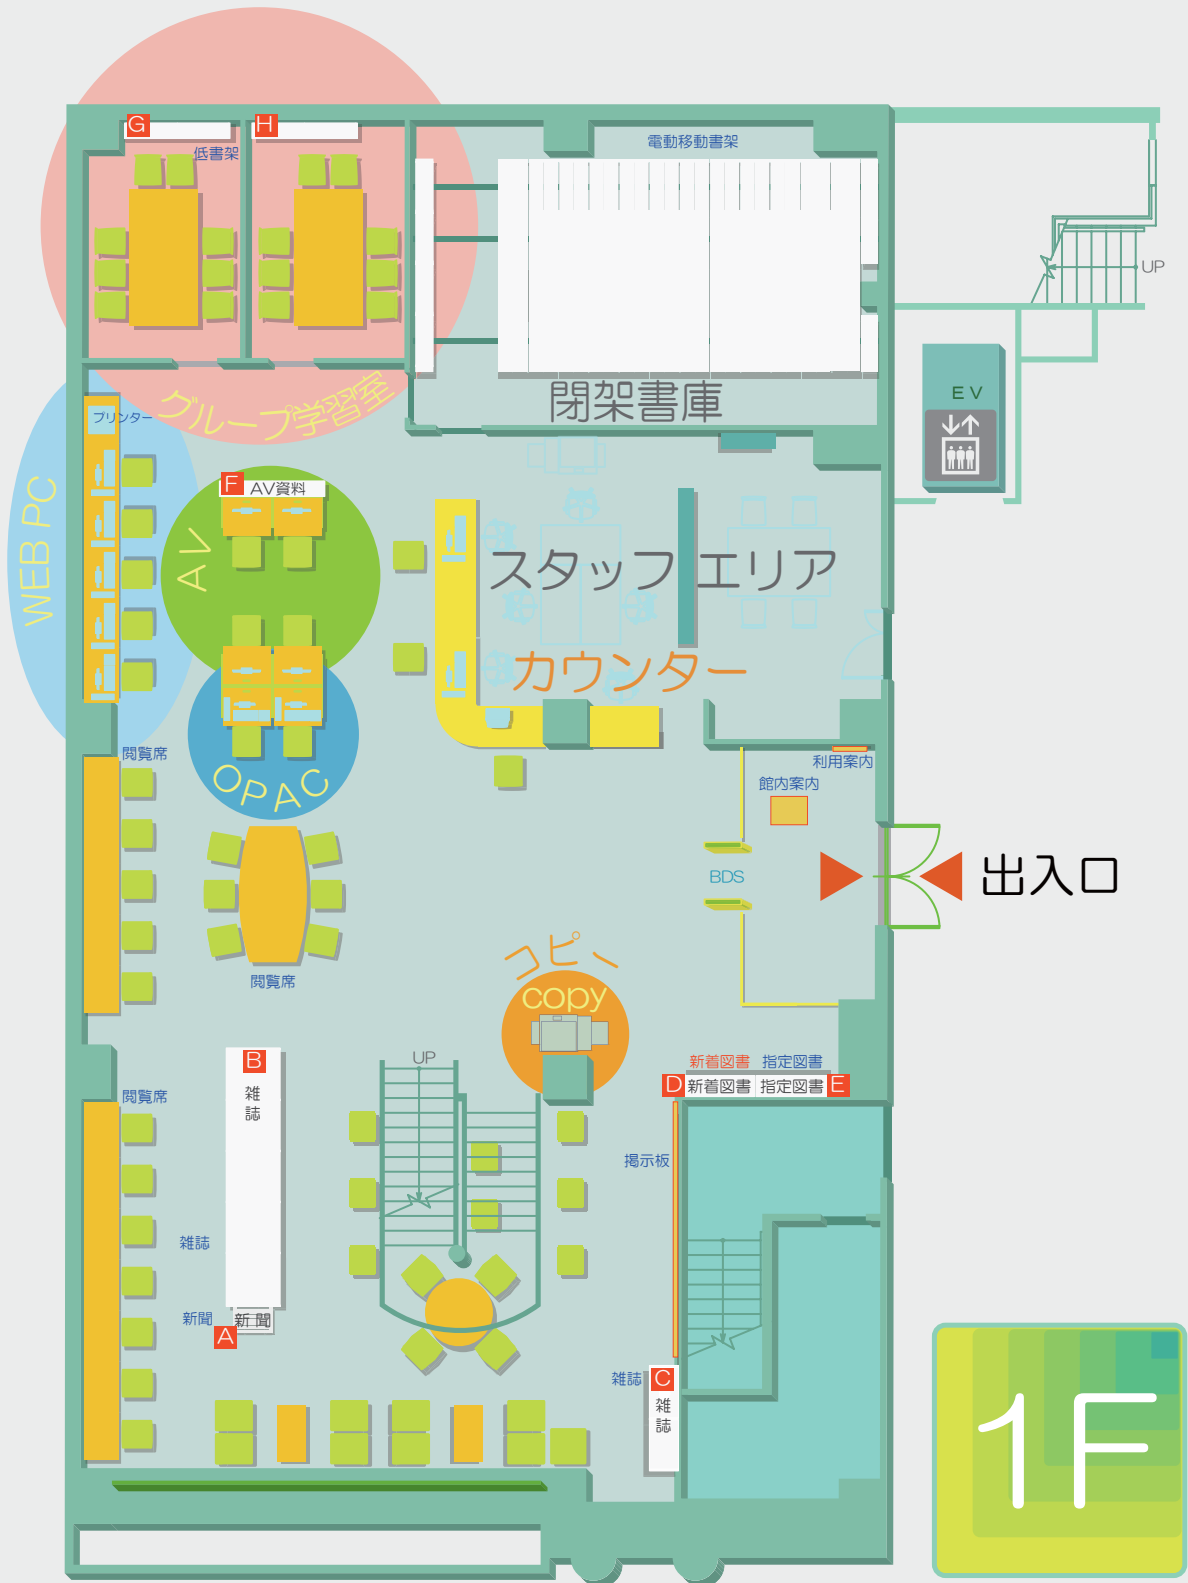 G
H
低書架
電動移動書架
UP
グループ学習室
閉架書庫
EV
プリンター
WEB PC
F
AV資料
AV
スタッフ エリア
カウンター
閲覧席
OPAC
利用案内
館内案内
BDS
出入口
閲覧席
コピー
copy
UP
B
雑誌
新着図書
指定図書
D
新着図書
指定図書
E
閲覧席
掲示板
雑誌
新聞
新聞
A
雑誌
C
雑誌
1F